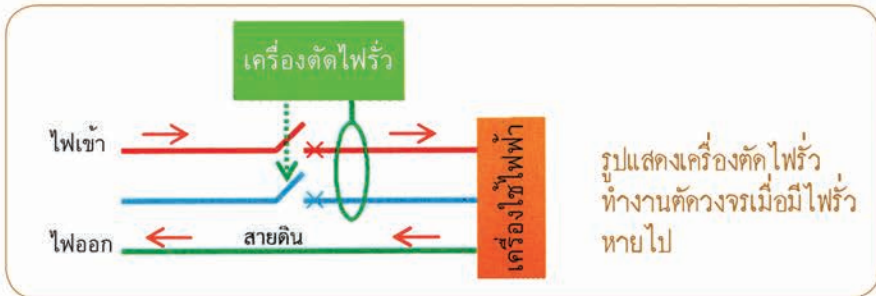 เครื่องตัดไฟรั่ว
ไฟเข้า
ไฟออก
สายดิน
เครื่องใช้ไฟฟ้า
รูปแสดงเครื่องตัดไฟรั่ว
ทำงานตัดวงจรเมื่อมีไฟรั่ว
หายไป